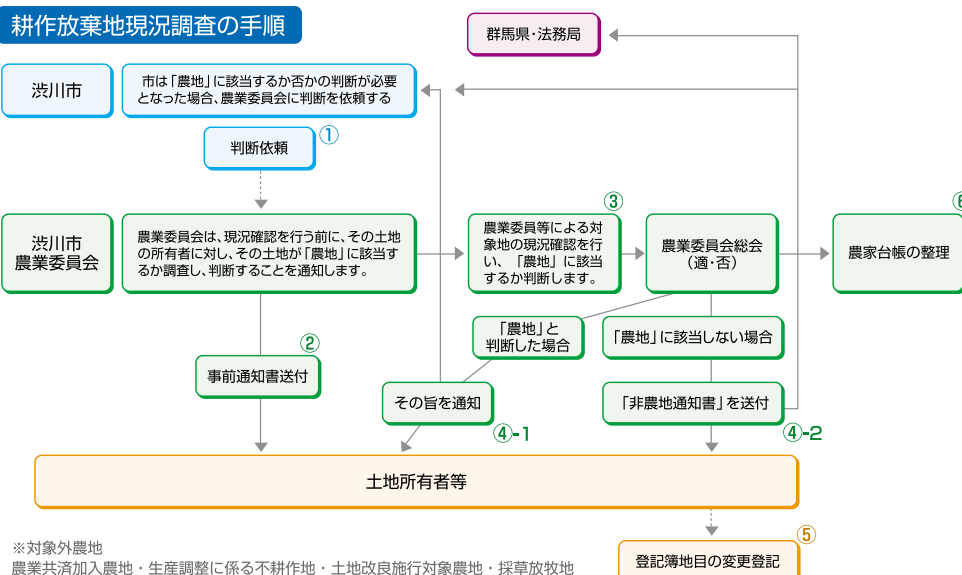 耕作放棄地現況調査の手順
群馬県・法務局
渋川市
市は「農地」に該当するか否かの判断が必要
となった場合、農業委員会に判断を依頼する
①
判断依頼
渋川市
農業委員会
農業委員会は、現況確認を行う前に、その土地
の所有者に対し、その土地が「農地」に該当す
るか調査し、判断することを通知します。
③
農業委員等による対
象地の現況確認を行
い、「農地」に該当
するか判断します。
農業委員会総会
（適・否）
⑥
農家台帳の整理
「農地」と
判断した場合
「農地」に該当しない場合
②
事前通知書送付
その旨を通知
④-1
「非農地通知書」を送付
④-2
土地所有者等
⑤
登記簿地目の変更登記
※対象外農地
農業共済加入農地・生産調整に係る不耕作地・土地改良施行対象農地・採草放牧地